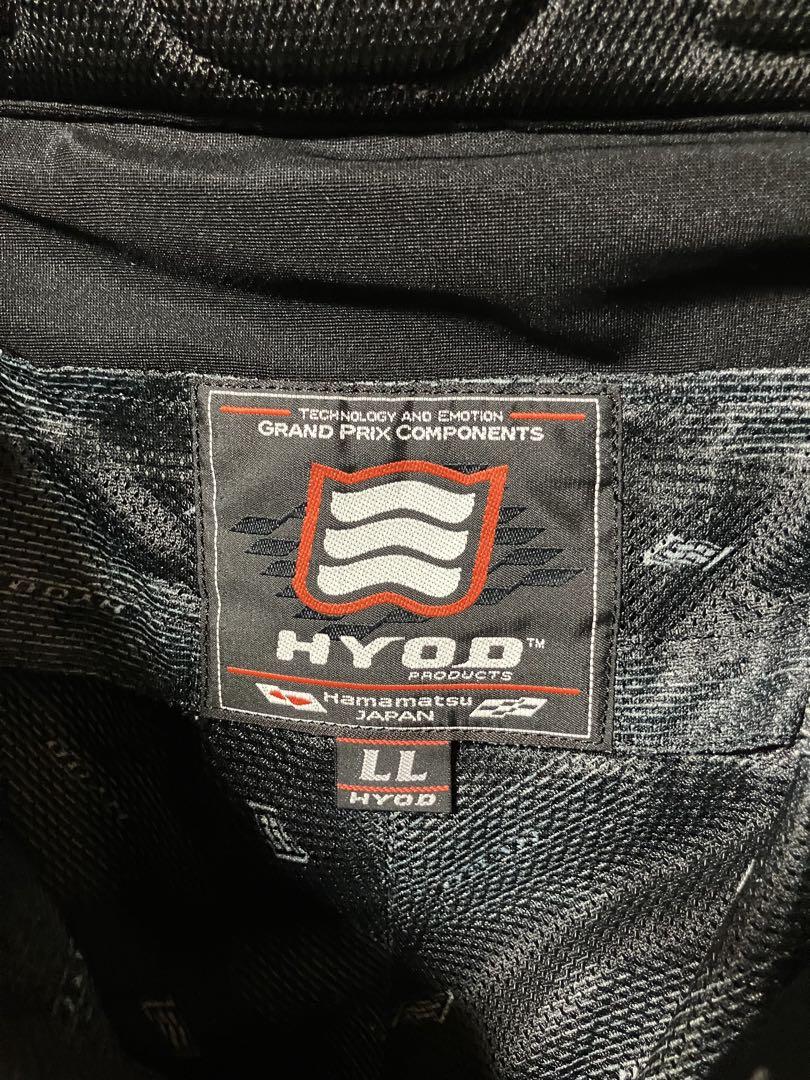 TECHNOLOGY AND EMOTION
GRAND PRIX COMPONENTS
HYOD™
PRODUCTS
Hamamatsu
JAPAN
LL
HYOD